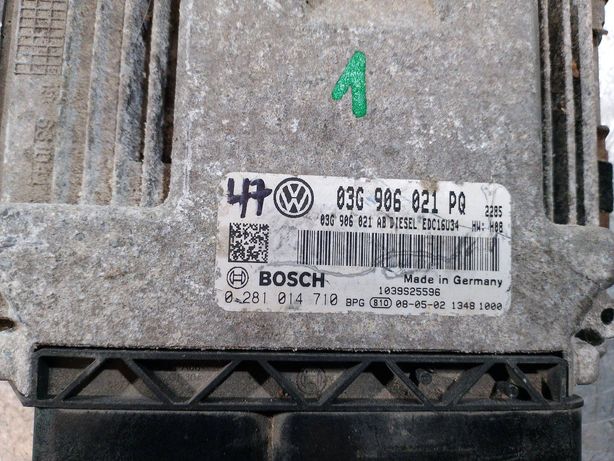 1
47
03G 906 021 PQ 2285
03G 906 021 AB DIESEL EDC16U34 HW: H08
BOSCH Made in Germany
1039S25596
0 281 014 710 BPG 810 08-05-02 1348 1000